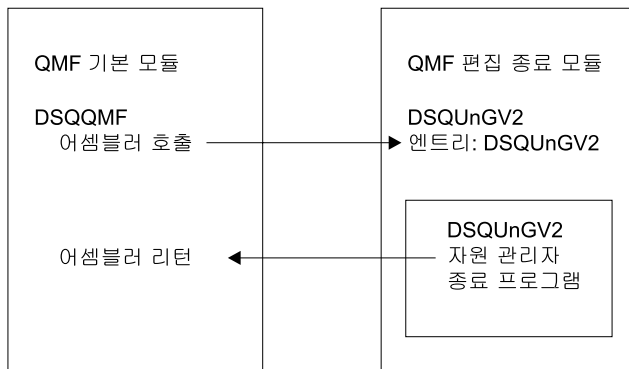 QMF 기본 모듈
DSQQMF
어셈블러 호출
어셈블러 리턴
QMF 편집 종료 모듈
DSQUnGV2
엔트리: DSQUnGV2
DSQUnGV2
자원 관리자
종료 프로그램